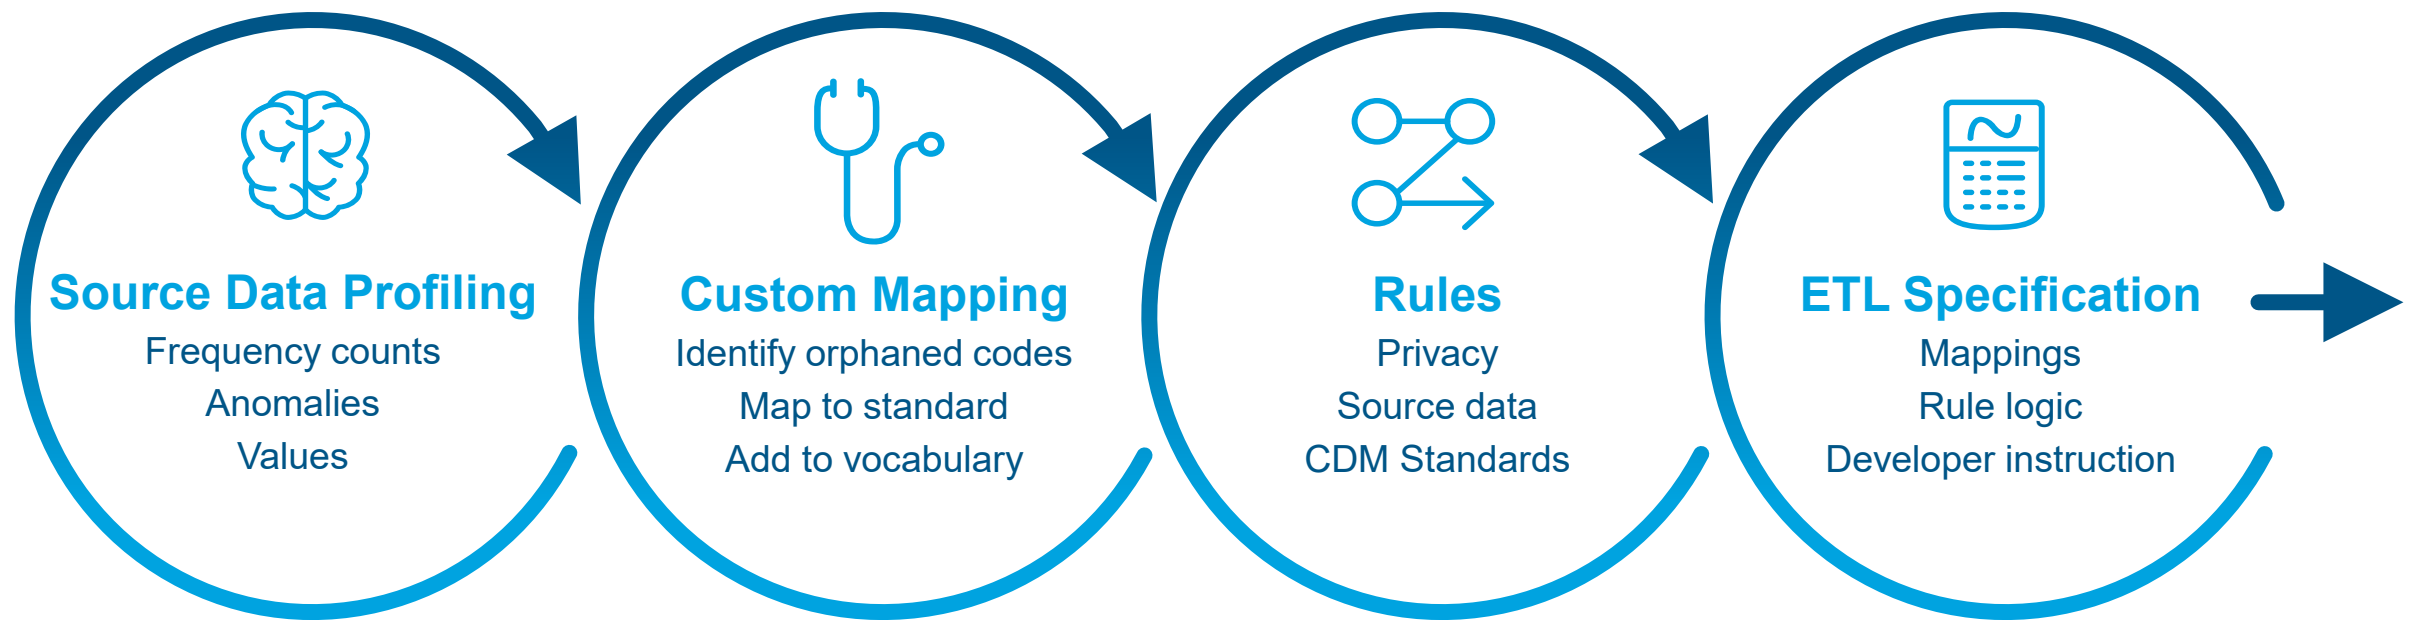 Source Data Profiling
Frequency counts
Anomalies
Values
Custom Mapping
Identify orphaned codes
Map to standard
Add to vocabulary
Rules
Privacy
Source data
CDM Standards
ETL Specification
Mappings
Rule logic
Developer instruction